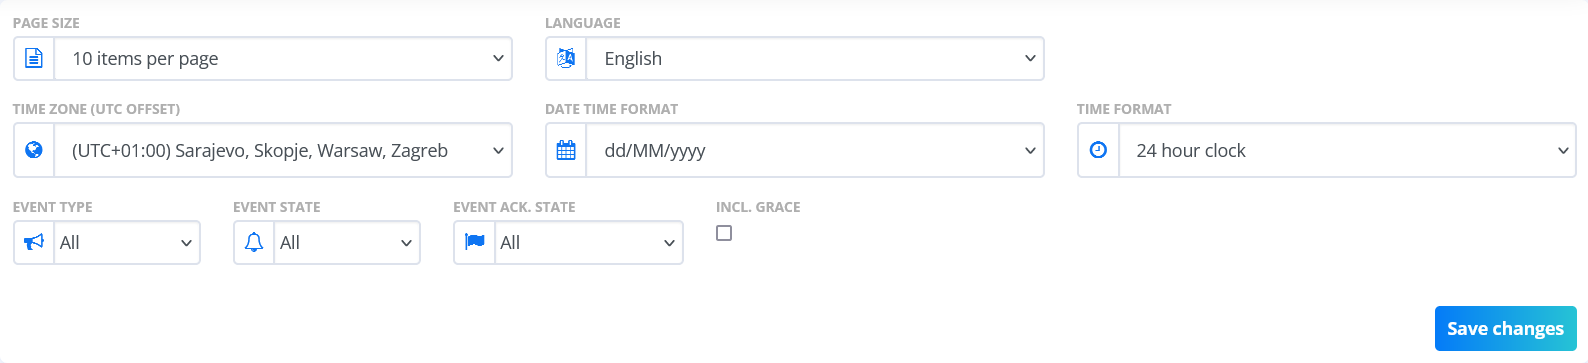 PAGE SIZE
LANGUAGE
10 items per page
English
TIME ZONE (UTC OFFSET)
DATE TIME FORMAT
TIME FORMAT
(UTC+01:00) Sarajevo, Skopje, Warsaw, Zagreb
dd/MM/yyyy
24 hour clock
EVENT TYPE
EVENT STATE
EVENT ACK. STATE
INCL. GRACE
All
All
All
Save changes